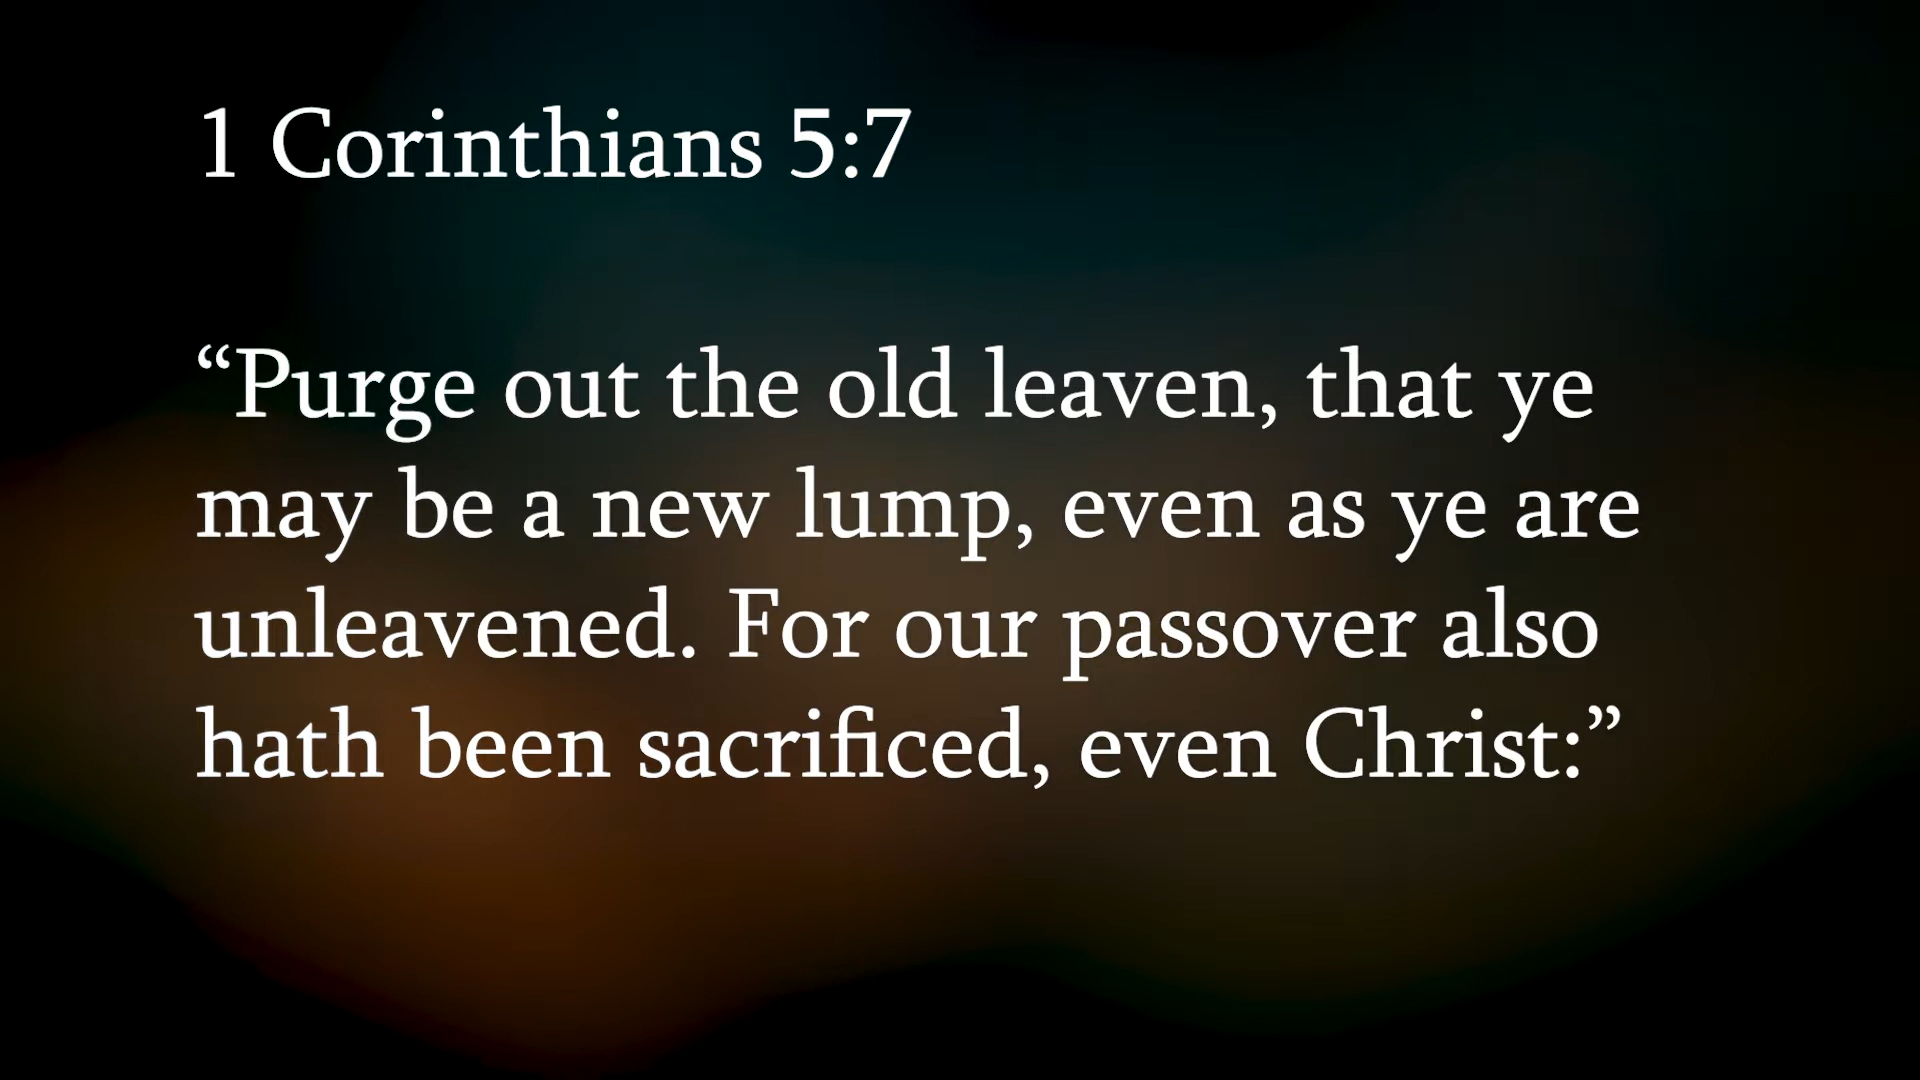 1 Corinthians 5:7
“Purge out the old leaven, that ye
may be a new lump, even as ye are
unleavened. For our passover also
hath been sacrificed, even Christ:”